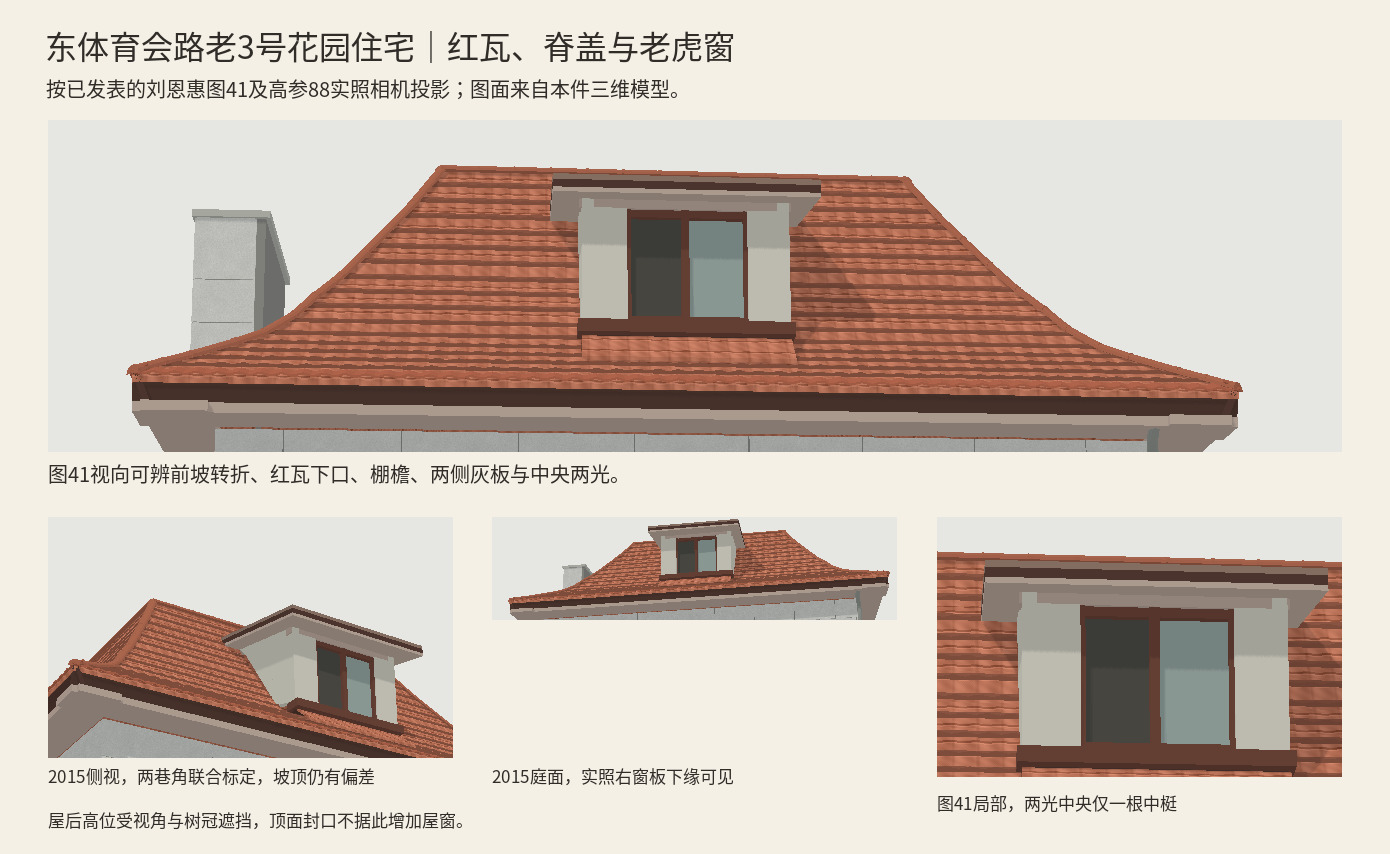 东体育会路老3号花园住宅｜红瓦、脊盖与老虎窗
按已发表的刘恩惠图41及高参88实照相机投影；图面来自本件三维模型。
图41视向可辨前坡转折、红瓦下口、棚檐、两侧灰板与中央两光。
2015侧视，两巷角联合标定，坡顶仍有偏差
2015庭面，实照右窗板下缘可见
图41局部，两光中央仅一根中梃
屋后高位受视角与树冠遮挡，顶面封口不据此增加屋窗。